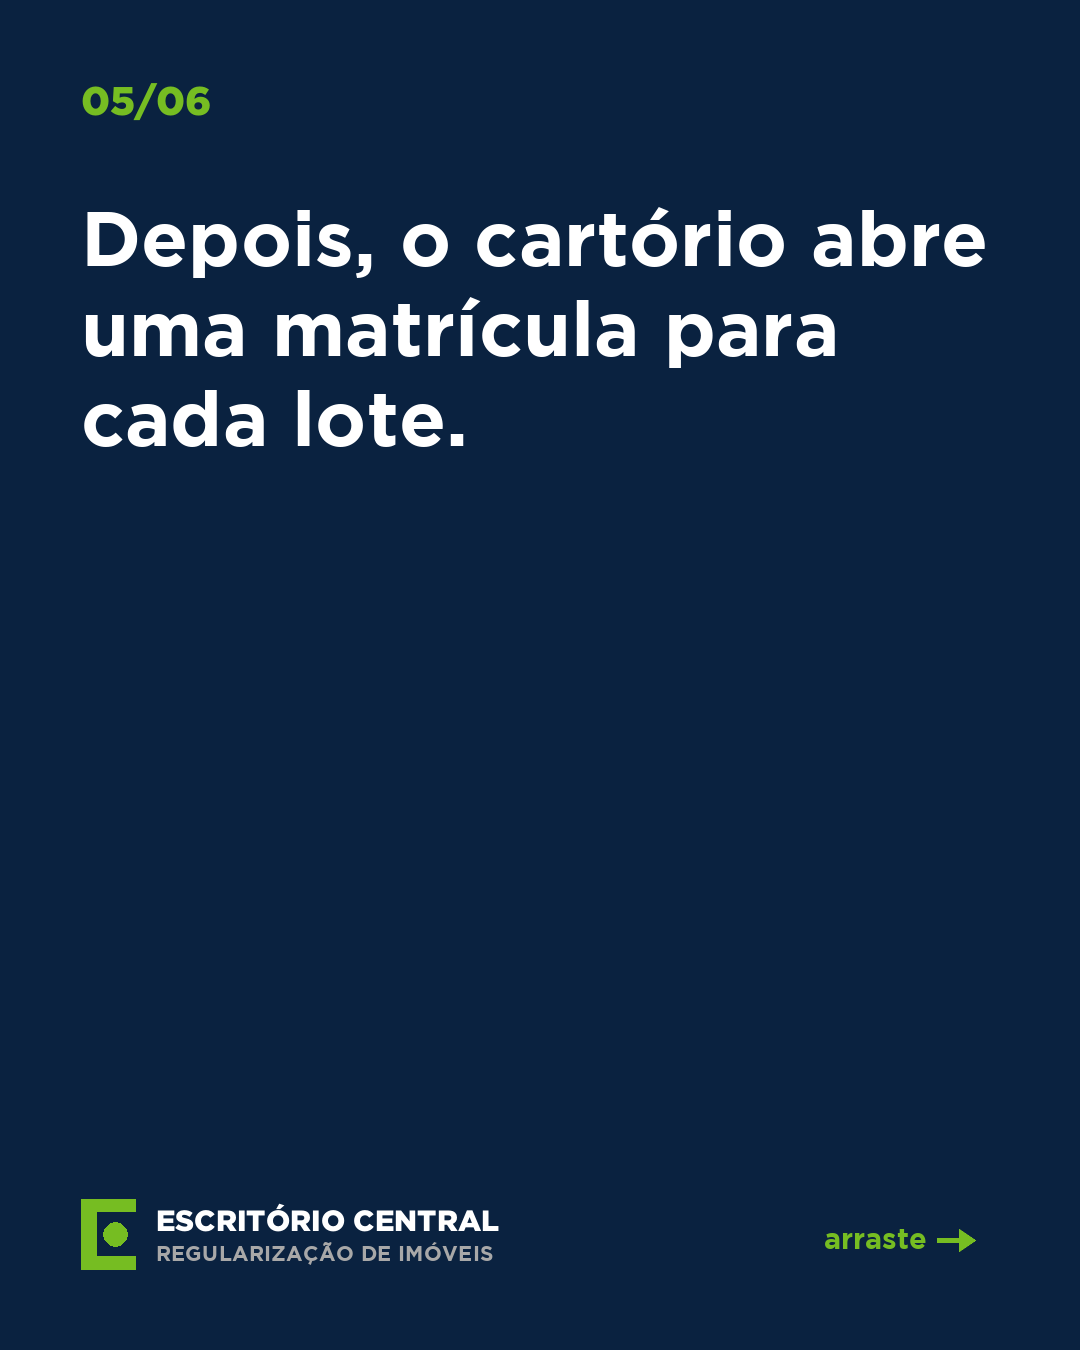 05/06
Depois, o cartório abre
uma matrícula para
cada lote.
ESCRITÓRIO CENTRAL
REGULARIZAÇÃO DE IMÓVEIS
arraste